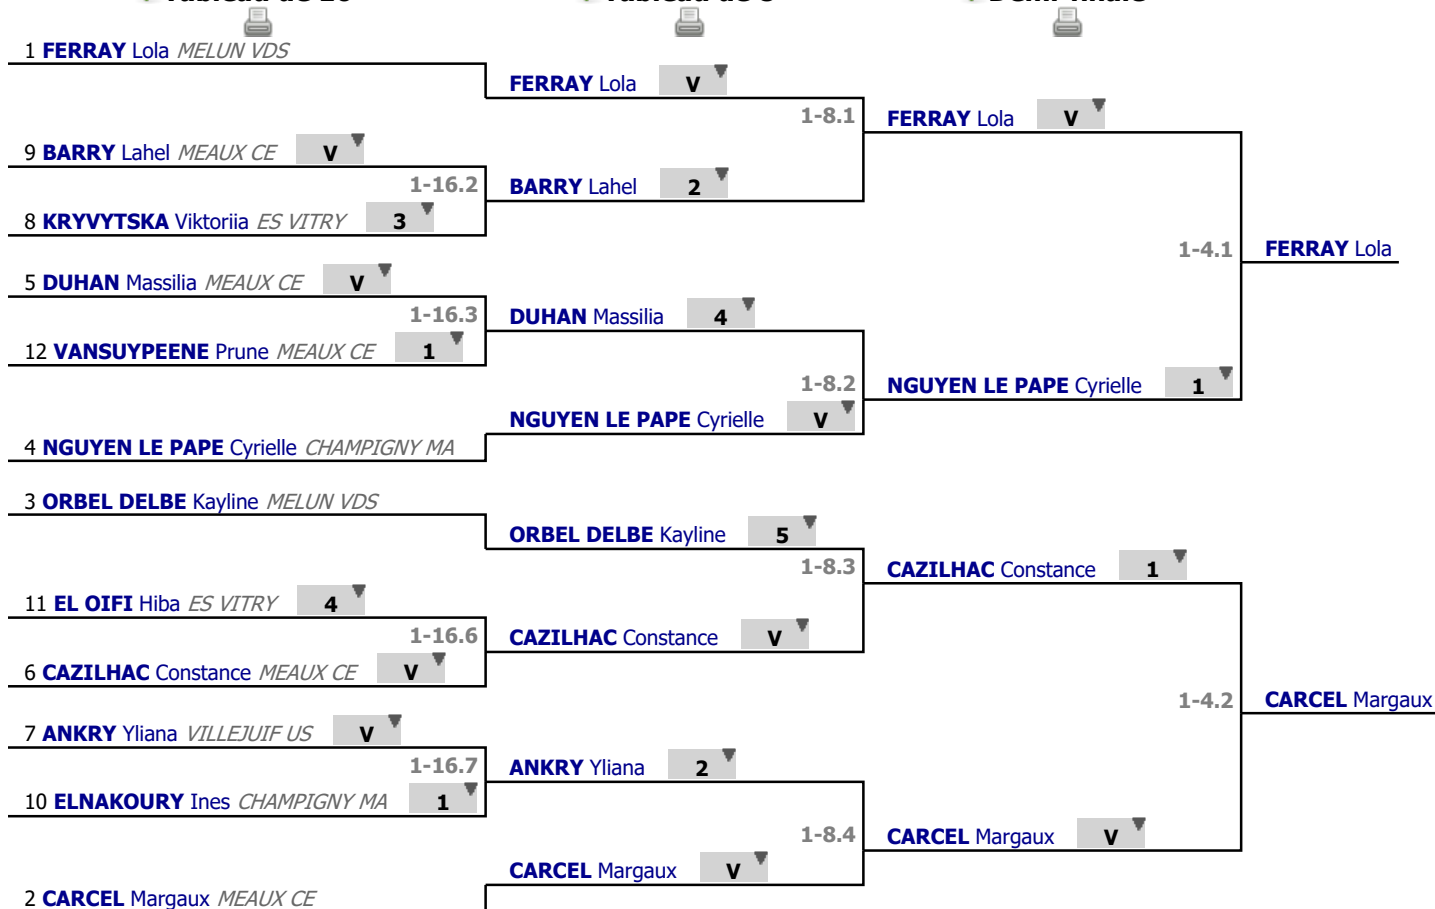 1 FERRAY Lola MELUN VDS
FERRAY Lola V
1-8.1
FERRAY Lola V
9 BARRY Lahel MEAUX CE V
1-16.2
BARRY Lahel 2
8 KRYVYTSKA Viktoriia ES VITRY 3
1-4.1
FERRAY Lola
5 DUHAN Massilia MEAUX CE V
1-16.3
DUHAN Massilia 4
12 VANSUYPEENE Prune MEAUX CE 1
1-8.2
NGUYEN LE PAPE Cyrielle 1
NGUYEN LE PAPE Cyrielle V
4 NGUYEN LE PAPE Cyrielle CHAMPIGNY MA
3 ORBEL DELBE Kayline MELUN VDS
ORBEL DELBE Kayline 5
1-8.3
CAZILHAC Constance 1
11 EL OIFI Hiba ES VITRY 4
1-16.6
CAZILHAC Constance V
6 CAZILHAC Constance MEAUX CE V
1-4.2
CARCEL Margaux
7 ANKRY Yliana VILLEJUIF US V
1-16.7
ANKRY Yliana 2
10 ELNAKOURY Ines CHAMPIGNY MA 1
1-8.4
CARCEL Margaux V
CARCEL Margaux V
2 CARCEL Margaux MEAUX CE